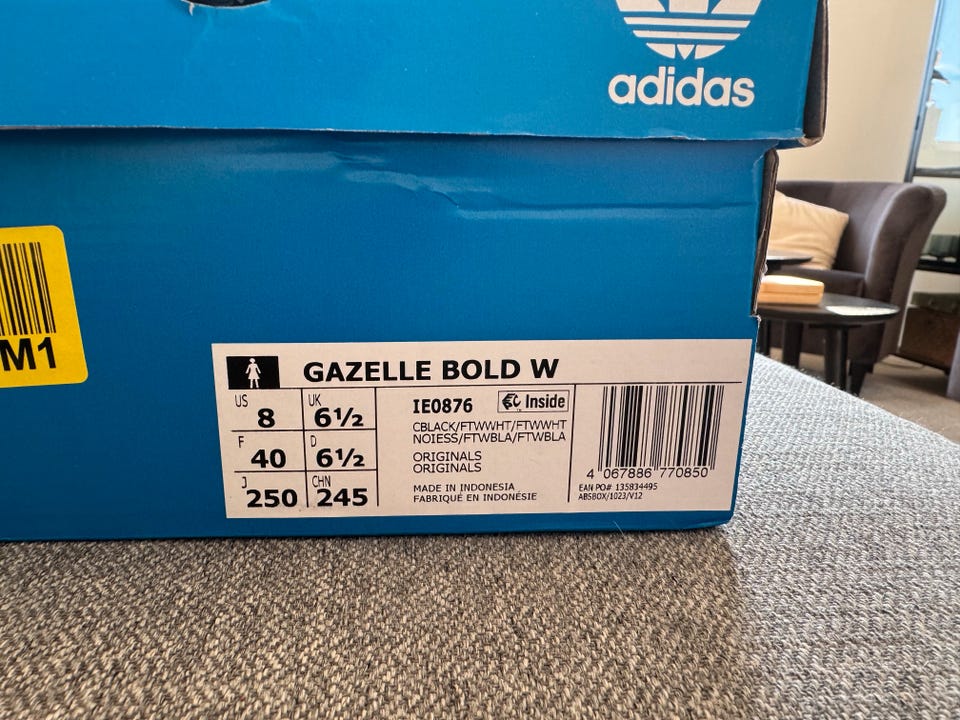 adidas
M1
GAZELLE BOLD W
US 8 UK 6½
F 40 D 6½
J 250 CHN 245
IE0876 Inside
CBLACK/FTWWHT/FTWWHT
NOIESS/FTWBLA/FTWBLA
ORIGINALS
ORIGINALS
MADE IN INDONESIA
FABRIQUÉ EN INDONÉSIE
4 067886 770850
EAN PO# 135834495
ABSBOX/1023/V12